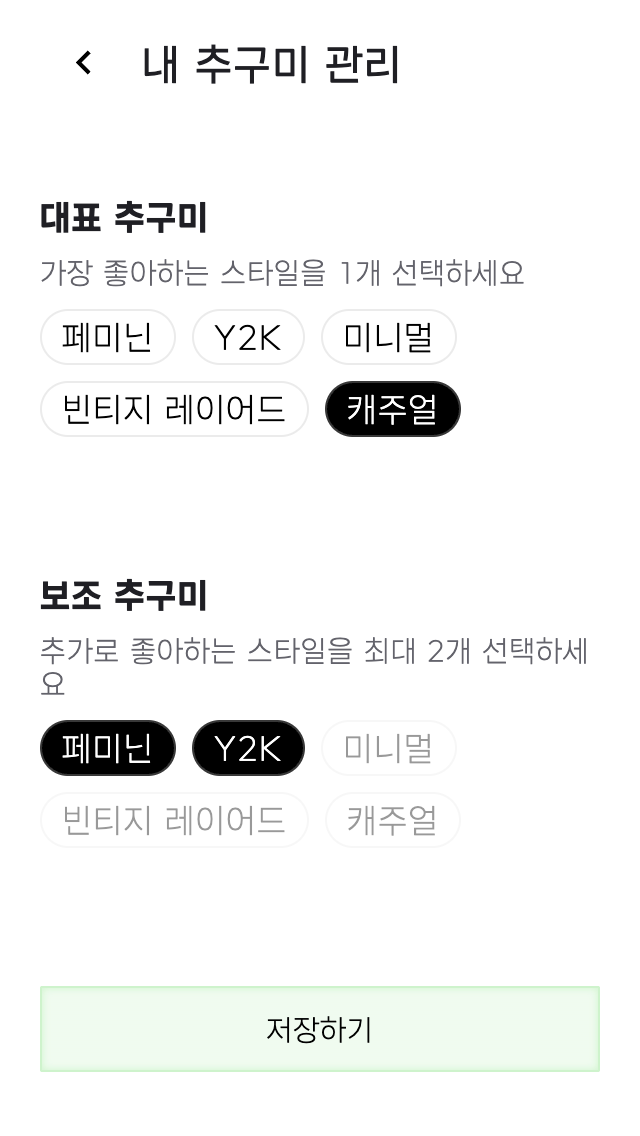 내 추구미 관리
대표 추구미
가장 좋아하는 스타일을 1개 선택하세요
페미닌 Y2K 미니멀
빈티지 레이어드 캐주얼
보조 추구미
추가로 좋아하는 스타일을 최대 2개 선택하세
요
페미닌 Y2K 미니멀
빈티지 레이어드 캐주얼
저장하기